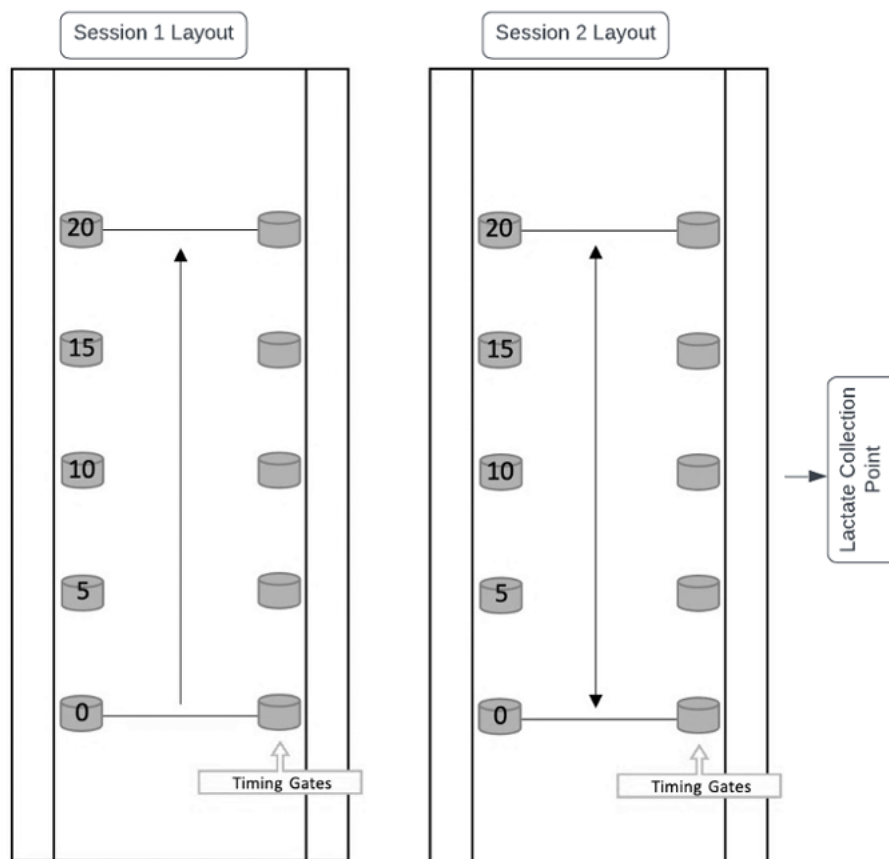 Session 1 Layout
20
15
10
5
0
Timing Gates
Session 2 Layout
20
15
10
5
0
Timing Gates
Lactate Collection
Point